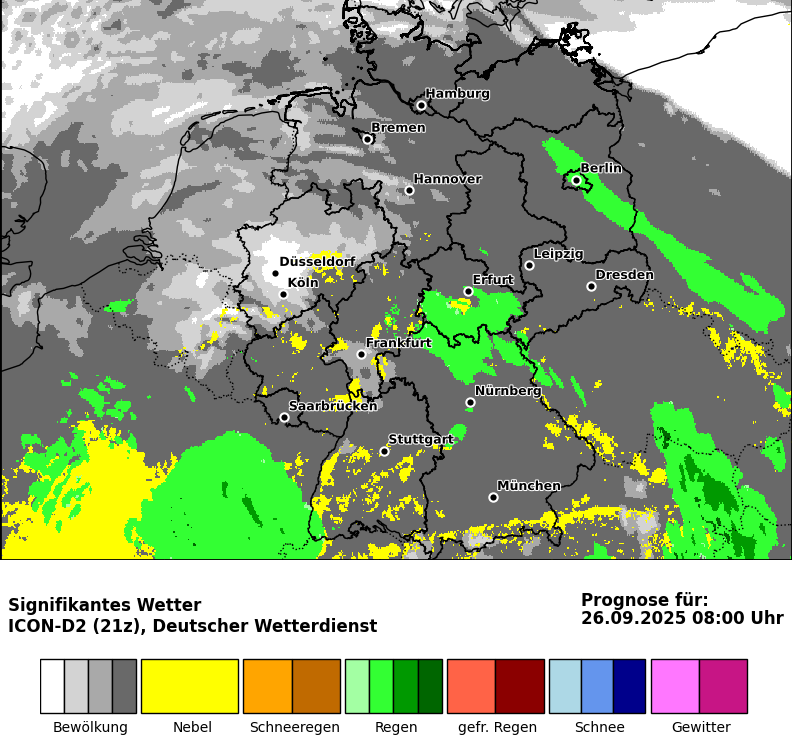 Hamburg
Bremen
Berlin
Hannover
Leipzig
Düsseldorf
Dresden
Erfurt
Köln
Frankfurt
Nürnberg
Saarbrücken
Stuttgart
München
Signifikantes Wetter
ICON-D2 (21z), Deutscher Wetterdienst
Prognose für:
26.09.2025 08:00 Uhr
Bewölkung Nebel Schneeregen Regen gefr. Regen Schnee Gewitter